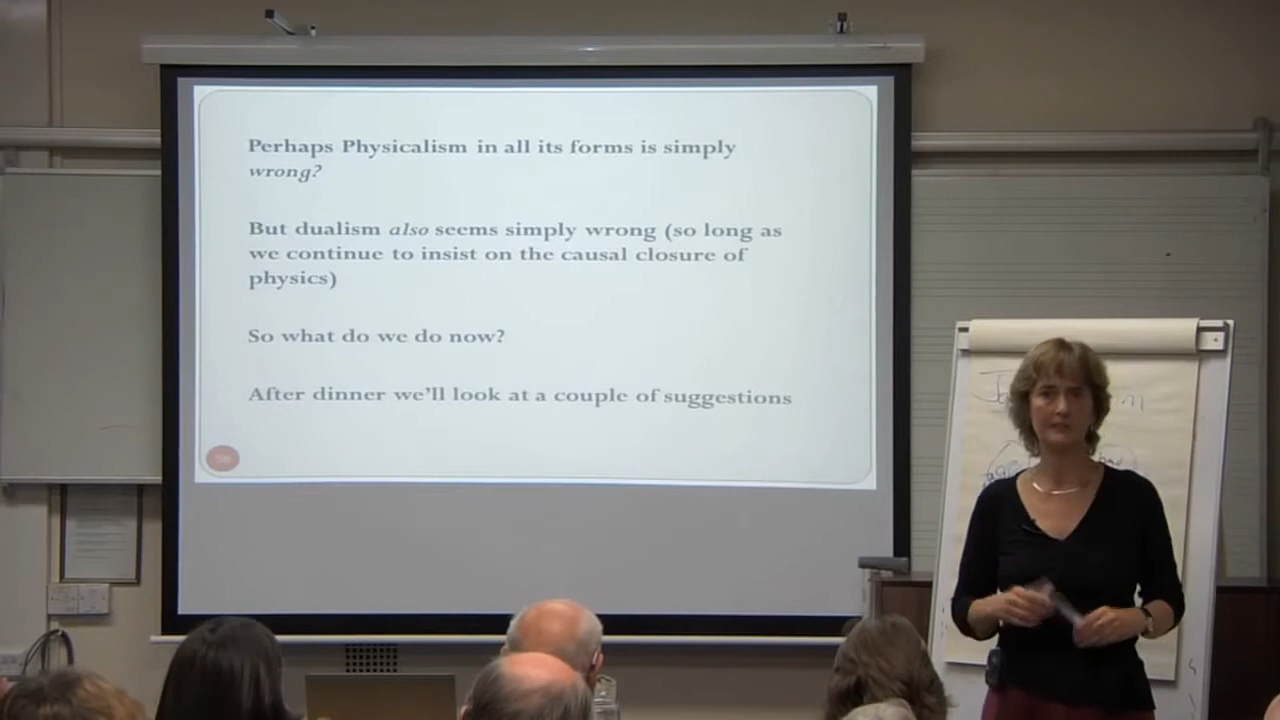 Perhaps Physicalism in all its forms is simply
wrong?
But dualism also seems simply wrong (so long as
we continue to insist on the causal closure of
physics)
So what do we do now?
After dinner we'll look at a couple of suggestions